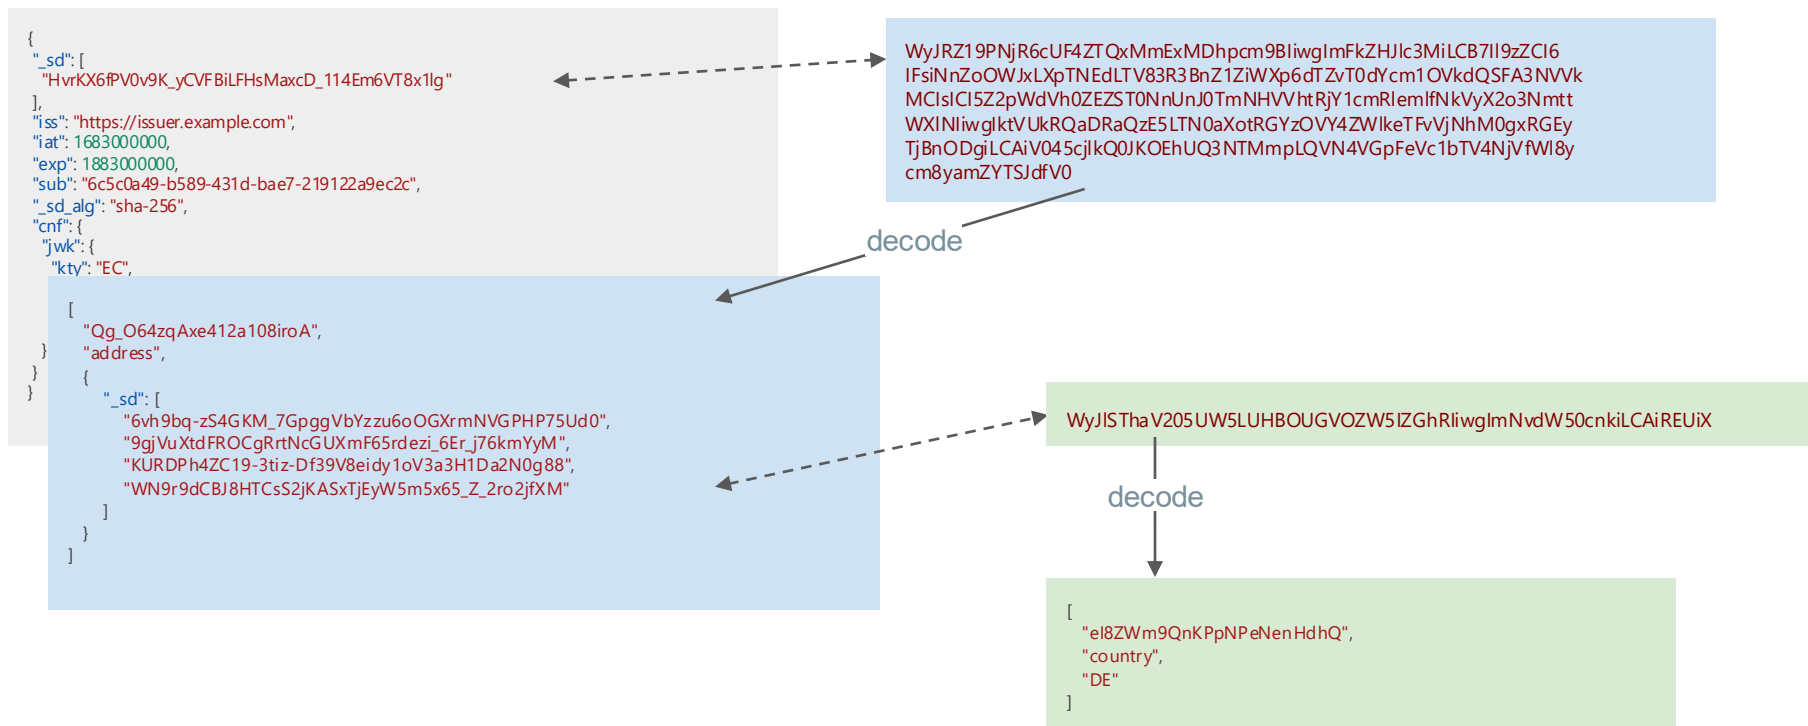 {
"_sd": [
"HvrKX6fPV0v9K_yCVFBiLFHsMaxcD_114Em6VT8x1lg"
],
"iss": "https://issuer.example.com",
"iat": 1683000000,
"exp": 1883000000,
"sub": "6c5c0a49-b589-431d-bae7-219122a9ec2c",
"_sd_alg": "sha-256",
"cnf": {
"jwk": {
"kty": "EC",
}
}
}
WyJRZ19PNjR6cUF4ZTQxMmExMDhpcm9BIiwgImFkZHJlc3MiLCB7Il9zZCI6
IFsiNnZoOWJxLXpTNEdLTV83R3BnZ1ZiWXp6dTZvT0dYcm1OVkdQSFA3NVVk
MCIsICI5Z2pWdVh0ZEZST0NnUnJ0TmNHVVhtRjY1cmRlemlfNkVyX2o3Nmtt
WXlNIiwgIktVUkRQaDRaQzE5LTN0aXotRGYzOVY4ZWlkeTFvVjNhM0gxRGEy
TjBnODgiLCAiV045cjlkQ0JKOEhUQ3NTMmpLQVN4VGpFeVc1bTV4NjVfWl8y
cm8yamZYTSJdfV0
decode
[
"Qg_O64zqAxe412a108iroA",
"address",
{
"_sd": [
"6vh9bq-zS4GKM_7GpggVbYzzu6oOGXrmNVGPHP75Ud0",
"9gjVuXtdFROCgRrtNcGUXmF65rdezi_6Er_j76kmYyM",
"KURDPh4ZC19-3tiz-Df39V8eidy1oV3a3H1Da2N0g88",
"WN9r9dCBJ8HTCsS2jKASxTjEyW5m5x65_Z_2ro2jfXM"
]
}
]
WyJlSThaV205UW5LUHBOUGVOZW5IZGhRIiwgImNvdW50cnkiLCAiREUiX
decode
[
"eI8ZWm9QnKPpNPeNenHdhQ",
"country",
"DE"
]